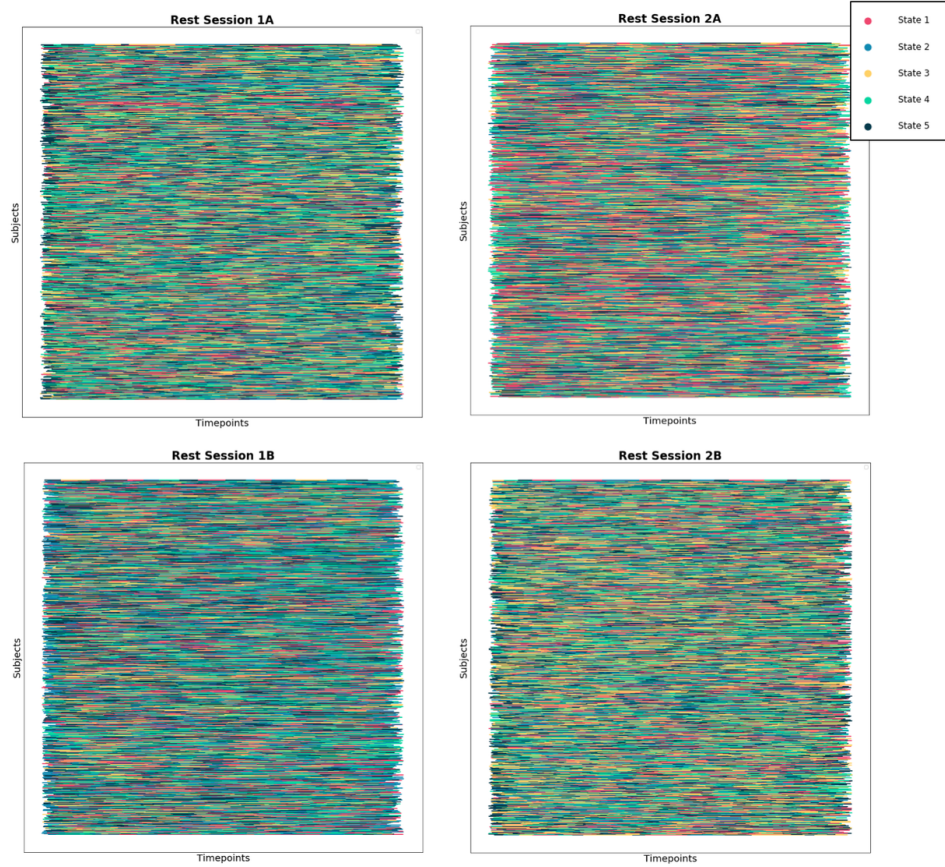 Rest Session 1A
Subjects
Timepoints
Rest Session 2A
Subjects
Timepoints
State 1
State 2
State 3
State 4
State 5
Rest Session 1B
Subjects
Timepoints
Rest Session 2B
Subjects
Timepoints